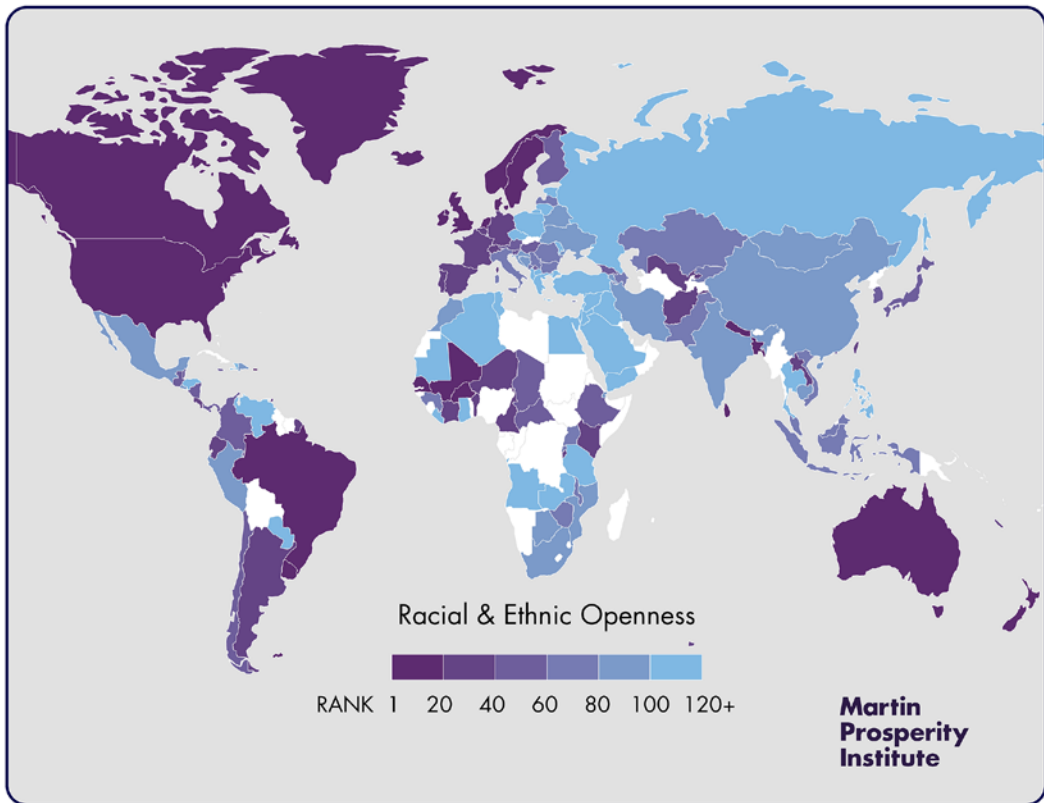 Racial & Ethnic Openness
RANK 1 20 40 60 80 100 120+
Martin
Prosperity
Institute